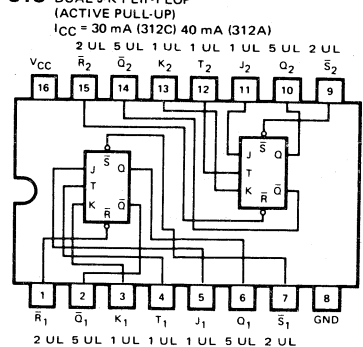 DUAL J-K FLIP-FLOP
(ACTIVE PULL-UP)
ICC = 30 mA (312C) 40 mA (312A)
2 UL 5 UL 1 UL 1 UL 1 UL 5 UL 2 UL
VCC R̅2 Q̅2 K2 T2 J2 Q2 S̅2
16 15 14 13 12 11 10 9
S̅
J Q
T
K Q̅
R̅
S̅
J Q
T
K Q̅
R̅
1 2 3 4 5 6 7 8
R̅1 Q̅1 K1 T1 J1 Q1 S̅1 GND
2 UL 5 UL 1 UL 1 UL 1 UL 5 UL 2 UL